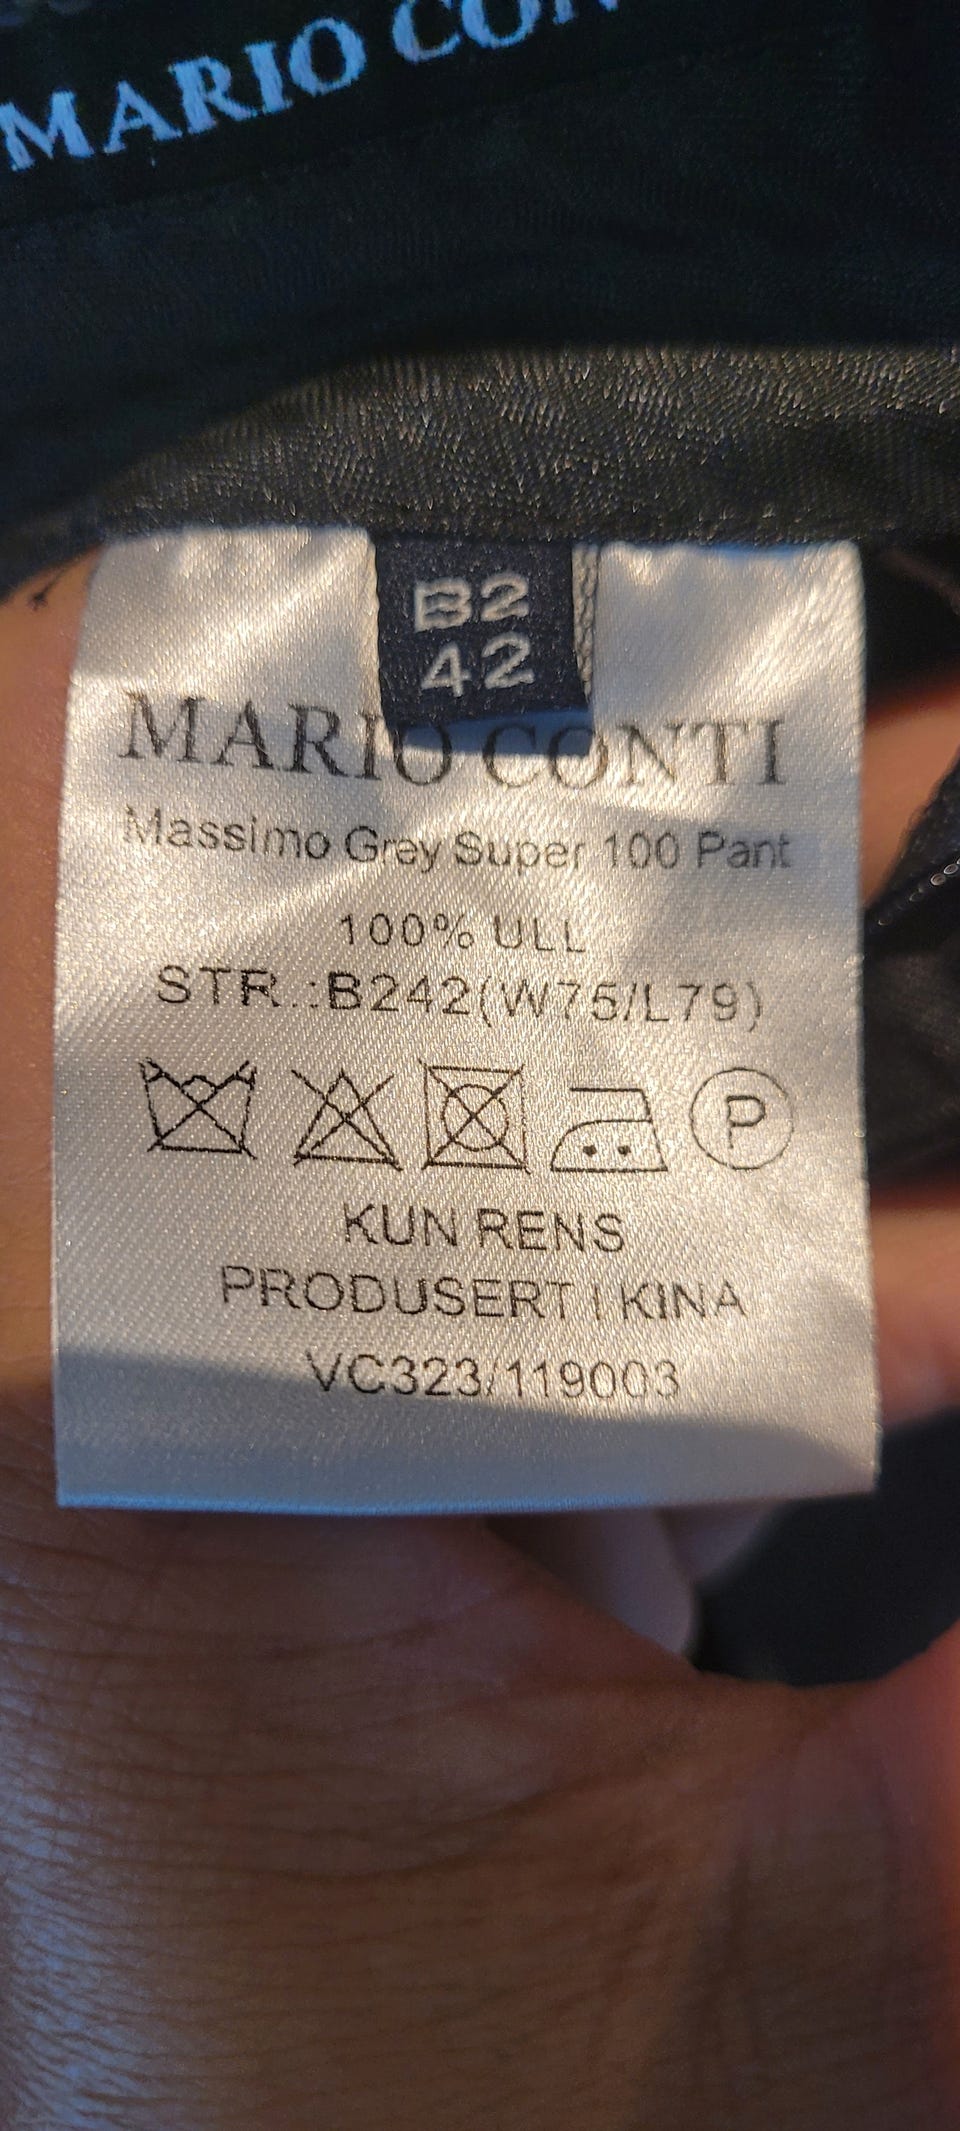 MARIO CON
B2
42
MARIO CONTI
Massimo Grey Super 100 Pant
100% ULL
STR.:B242(W75/L79)
P
KUN RENS
PRODUSERT I KINA
VC323/119003